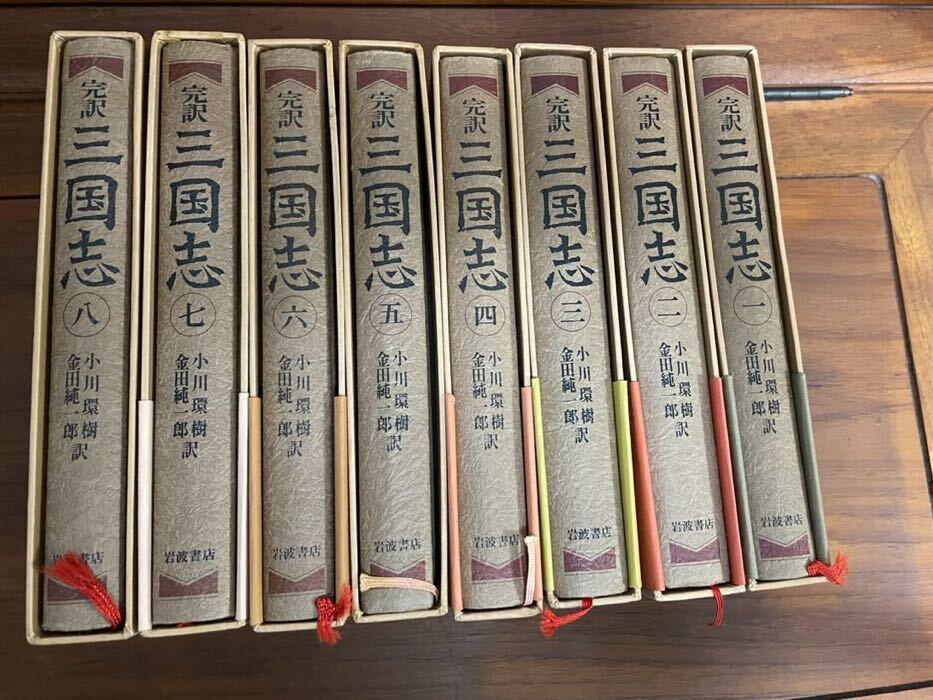 完訳
三国志
一
小川環樹
金田純一郎訳
岩波書店
完訳
三国志
二
小川環樹
金田純一郎訳
岩波書店
完訳
三国志
三
小川環樹
金田純一郎訳
岩波書店
完訳
三国志
四
小川環樹
金田純一郎訳
岩波書店
完訳
三国志
五
小川環樹
金田純一郎訳
岩波書店
完訳
三国志
六
小川環樹
金田純一郎訳
岩波書店
完訳
三国志
七
小川環樹
金田純一郎訳
岩波書店
完訳
三国志
八
小川環樹
金田純一郎訳
岩波書店